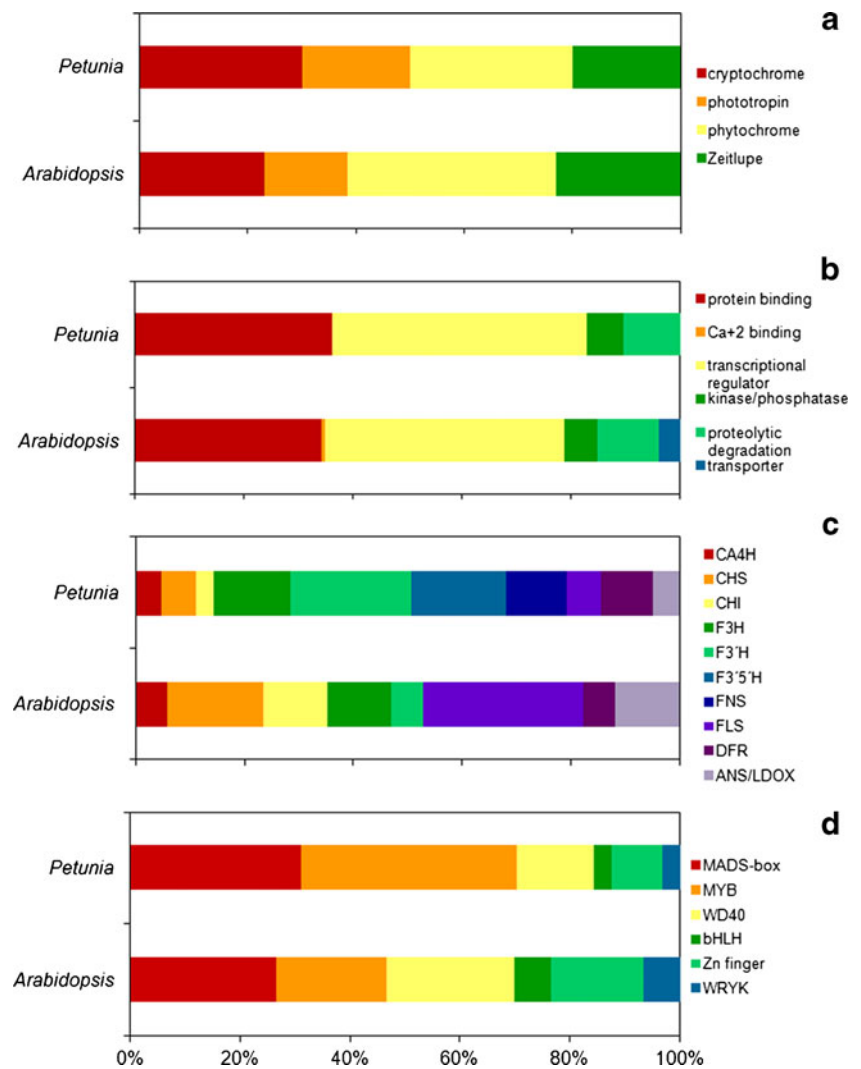 a
Petunia
Arabidopsis
cryptochrome
phototropin
phytochrome
Zeitlupe
b
Petunia
Arabidopsis
protein binding
Ca+2 binding
transcriptional
regulator
kinase/phosphatase
proteolytic
degradation
transporter
c
Petunia
Arabidopsis
CA4H
CHS
CHI
F3H
F3´H
F3´5´H
FNS
FLS
DFR
ANS/LDOX
d
Petunia
Arabidopsis
MADS-box
MYB
WD40
bHLH
Zn finger
WRYK
0% 20% 40% 60% 80% 100%